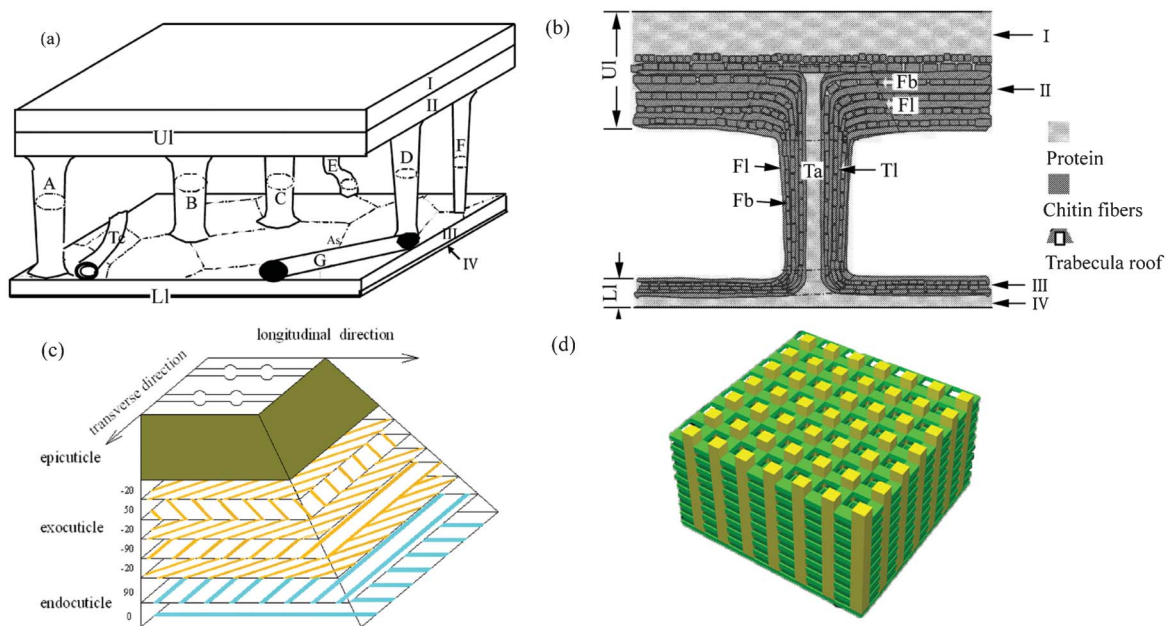 (a)
I
II
Ul
A
B
C
E
D
F
Tc
As
G
III
IV
Ll
(b)
Ul
I
Fb
II
Fl
Fl
Ta
Tl
Fb
Ll
III
IV
Protein
Chitin fibers
Trabecula roof
(c)
longitudinal direction
transverse direction
epicuticle
-20
50
exocuticle
-20
-90
-20
endocuticle
90
0
(d)